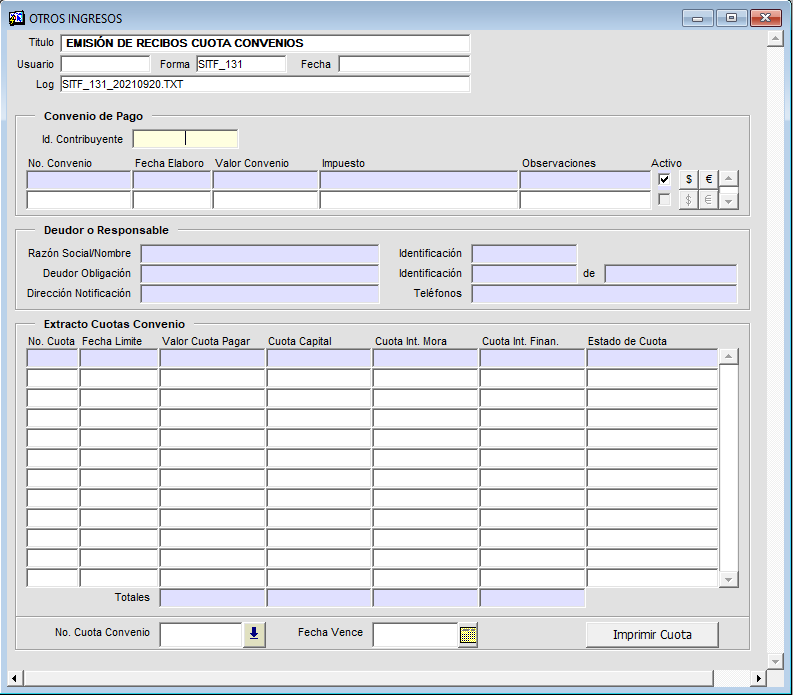 OTROS INGRESOS
Titulo EMISIÓN DE RECIBOS CUOTA CONVENIOS
Usuario Forma SITF_131 Fecha
Log SITF_131_20210920.TXT
Convenio de Pago
Id. Contribuyente
No. Convenio Fecha Elaboro Valor Convenio Impuesto Observaciones Activo
$ €
$ €
Deudor o Responsable
Razón Social/Nombre Identificación
Deudor Obligación Identificación de
Dirección Notificación Teléfonos
Extracto Cuotas Convenio
No. Cuota Fecha Limite Valor Cuota Pagar Cuota Capital Cuota Int. Mora Cuota Int. Finan. Estado de Cuota
Totales
No. Cuota Convenio Fecha Vence Imprimir Cuota